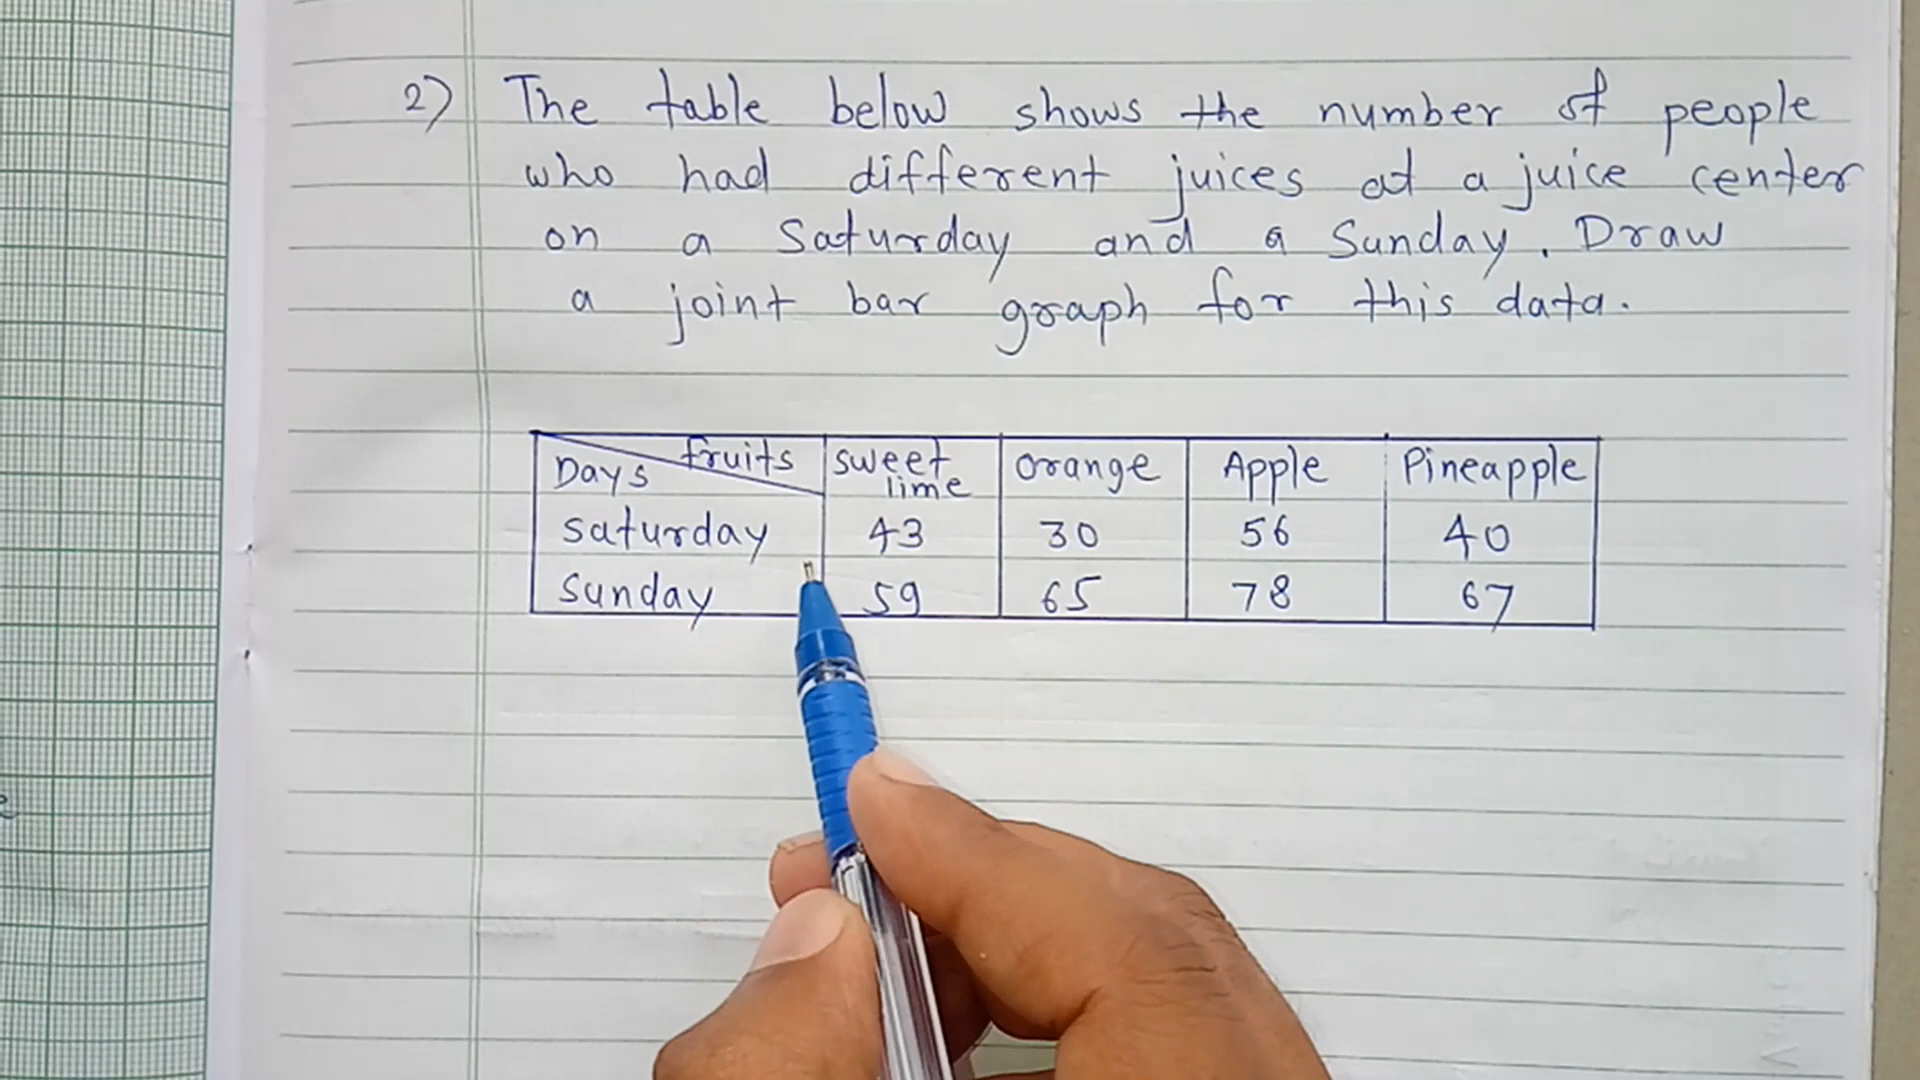 2) The table below shows the number of people
who had different juices at a juice center
on a Saturday and a Sunday. Draw
a joint bar graph for this data.
Days fruits sweet lime orange Apple Pineapple
saturday 43 30 56 40
sunday 59 65 78 67